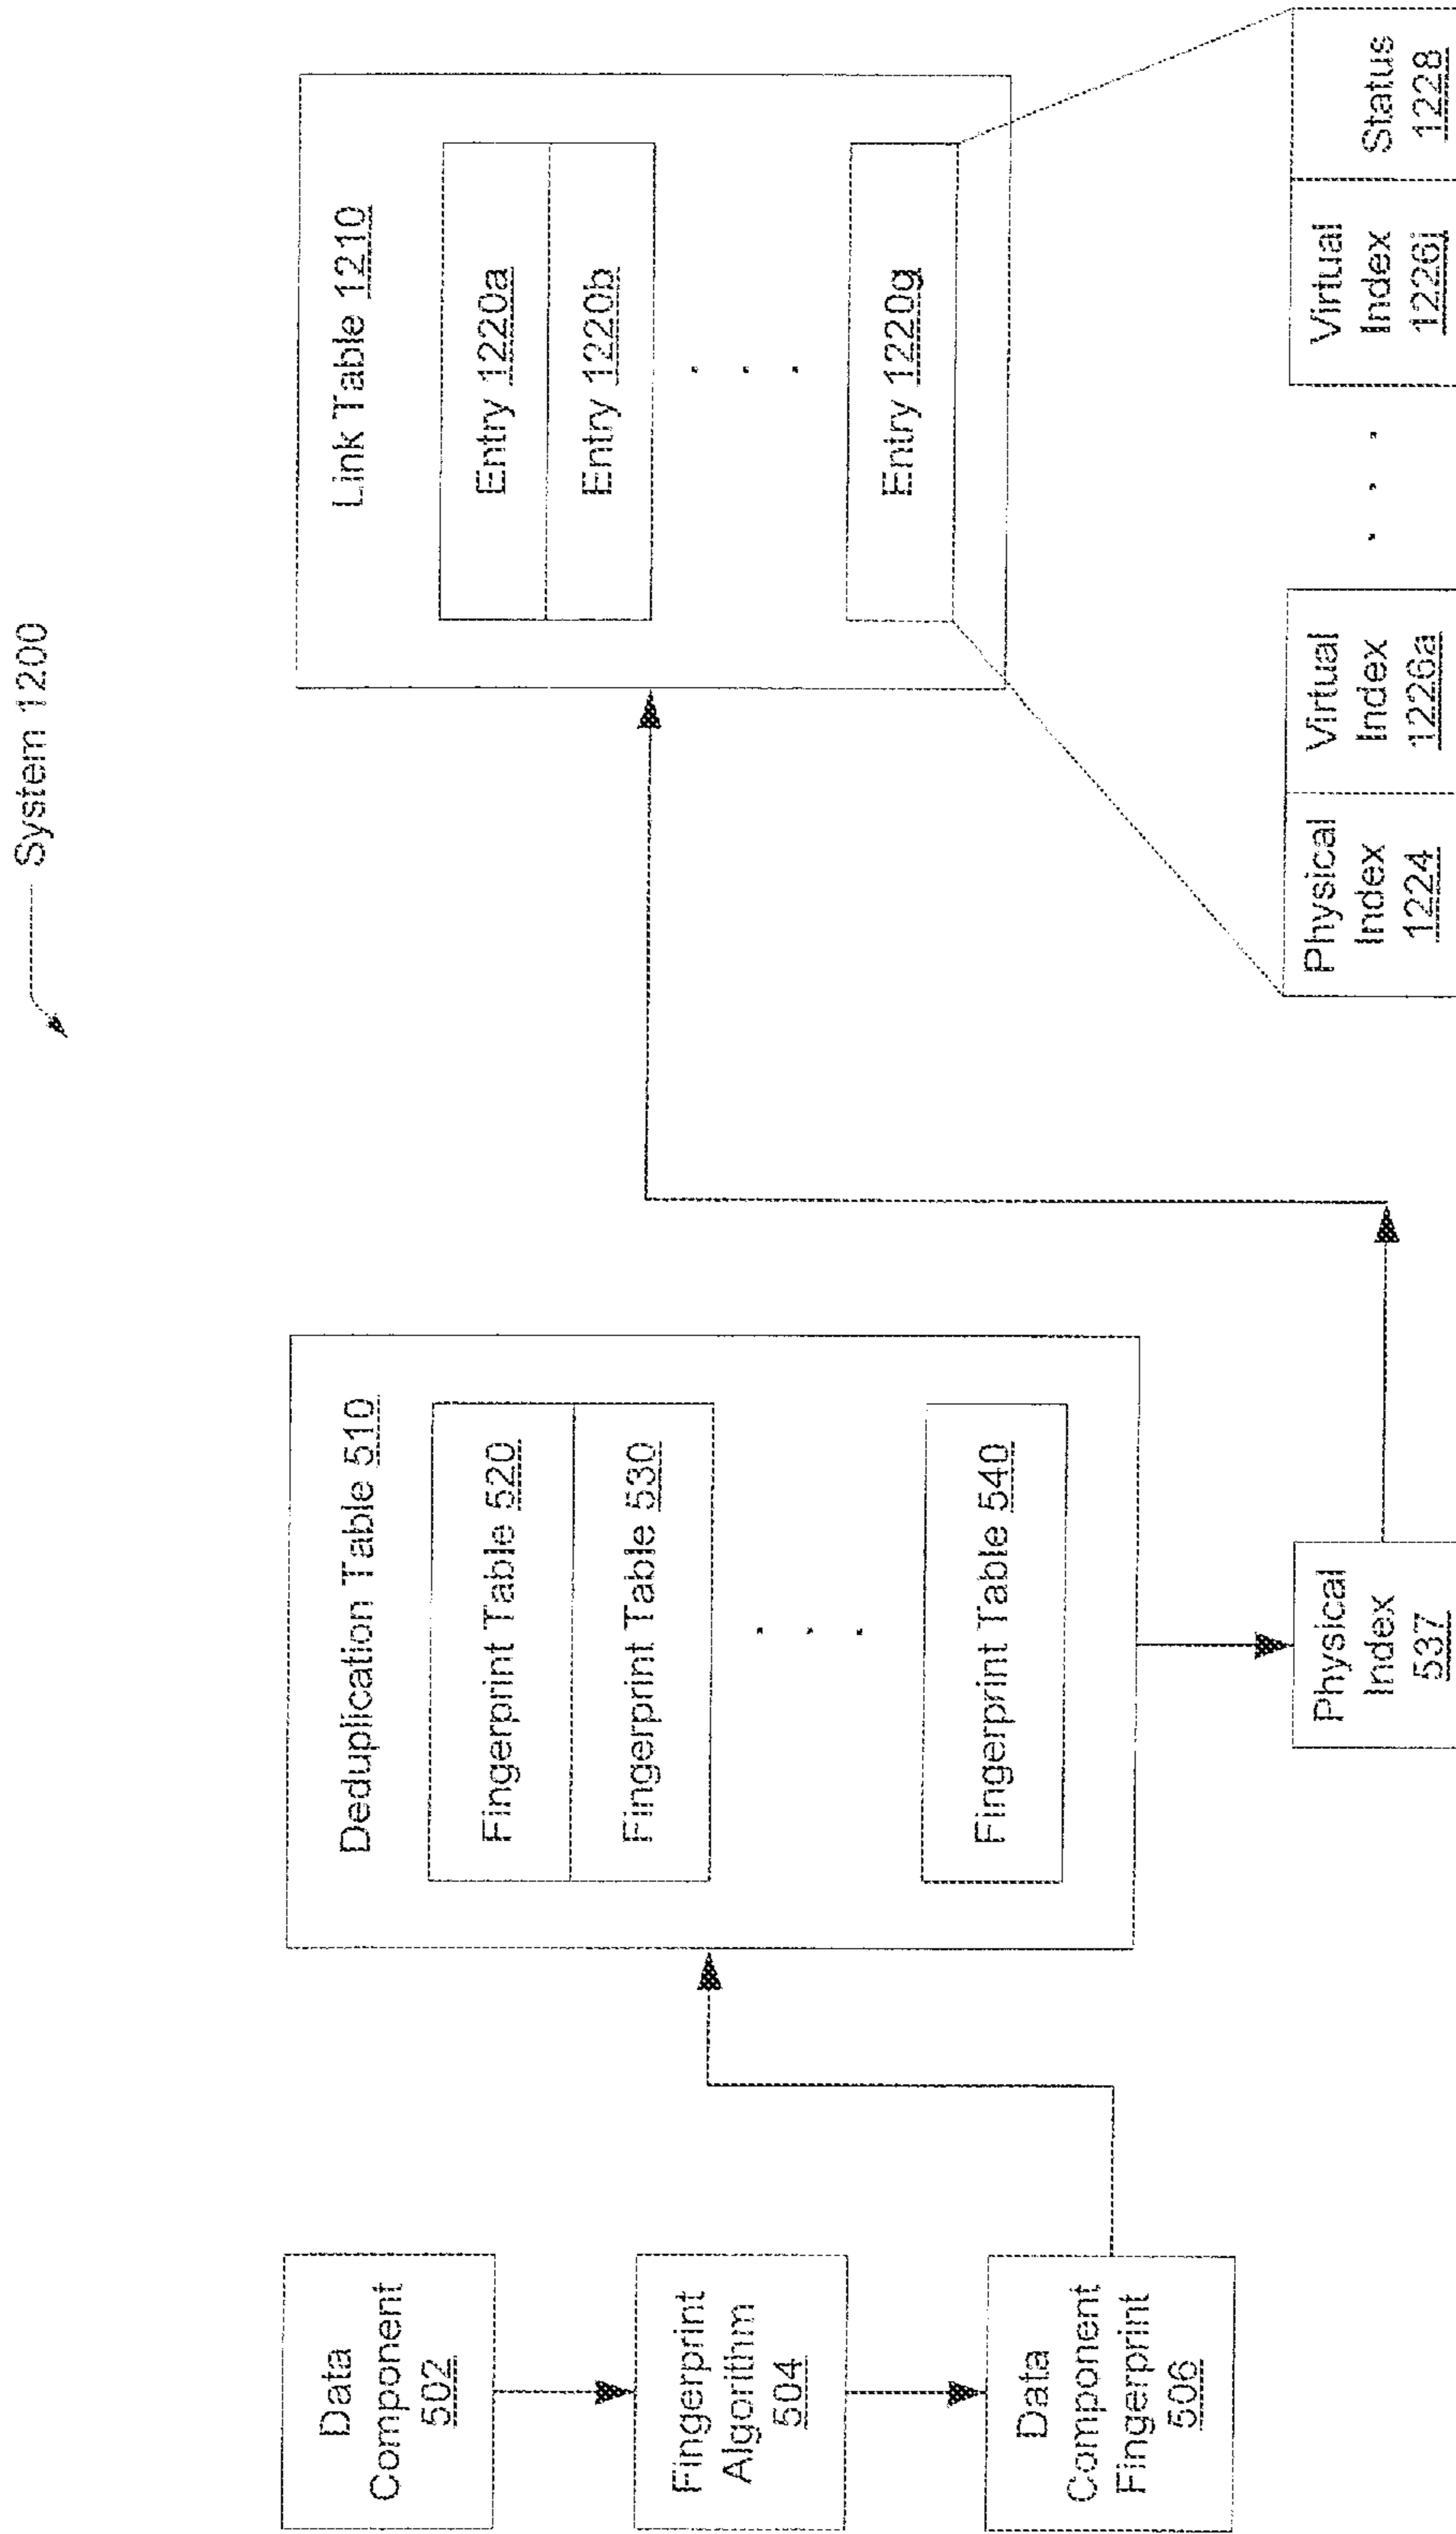 System 1200
Data
Component
502
Fingerprint
Algorithm
504
Data
Component
Fingerprint
506
Deduplication Table 510
Fingerprint Table 520
Fingerprint Table 530
. . .
Fingerprint Table 540
Physical
Index
537
Link Table 1210
Entry 1220a
Entry 1220b
. . .
Entry 1220g
Physical
Index
1224
Virtual
Index
1226a
. . .
Virtual
Index
1226j
Status
1228